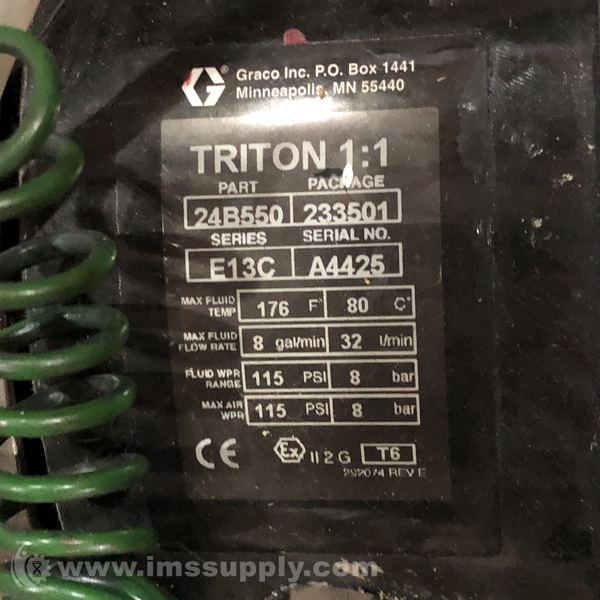 Graco Inc. P.O. Box 1441
Minneapolis, MN 55440
TRITON 1:1
PART PACKAGE
24B550 233501
SERIES SERIAL NO.
E13C A4425
MAX FLUID TEMP 176 F° 80 C°
MAX FLUID FLOW RATE 8 gal/min 32 l/min
FLUID WPR RANGE 115 PSI 8 bar
MAX AIR WPR 115 PSI 8 bar
CE Ex II 2 G T6
292074 REV E
www.imssupply.com